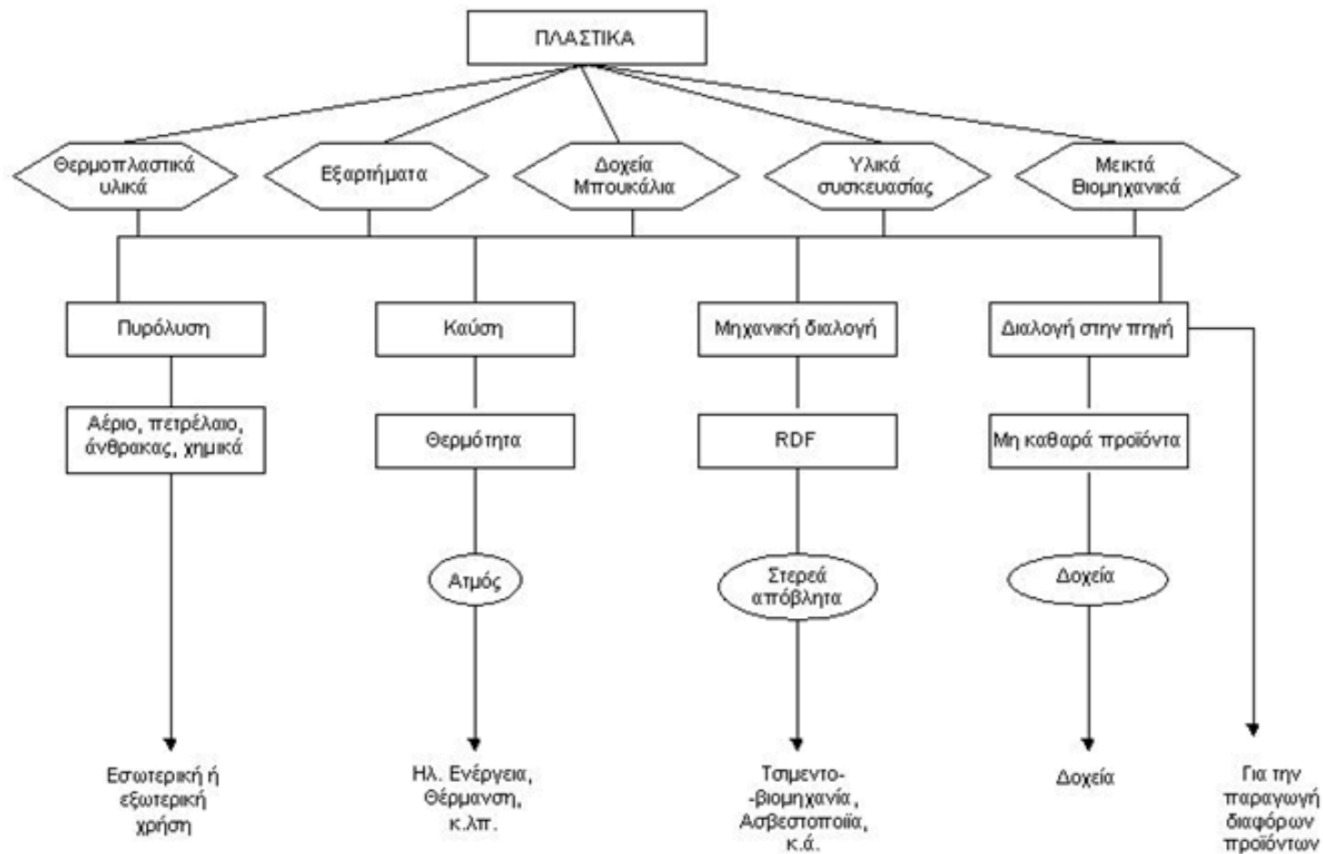 ΠΛΑΣΤΙΚΑ
Θερμοπλαστικά
υλικά
Εξαρτήματα
Δοχεία
Μπουκάλια
Υλικά
συσκευασίας
Μεικτά
Βιομηχανικά
Πυρόλυση
Καύση
Μηχανική διαλογή
Διαλογή στην πηγή
Αέριο, πετρέλαιο,
άνθρακας, χημικά
Θερμότητα
RDF
Μη καθαρά προϊόντα
Ατμός
Στερεά
απόβλητα
Δοχεία
Εσωτερική ή
εξωτερική
χρήση
Ηλ. Ενέργεια,
Θέρμανση,
κ.λπ.
Τσιμεντο-
-βιομηχανία,
Ασβεστοποιϊα,
κ.ά.
Δοχεία
Για την
παραγωγή
διαφόρων
προϊόντων